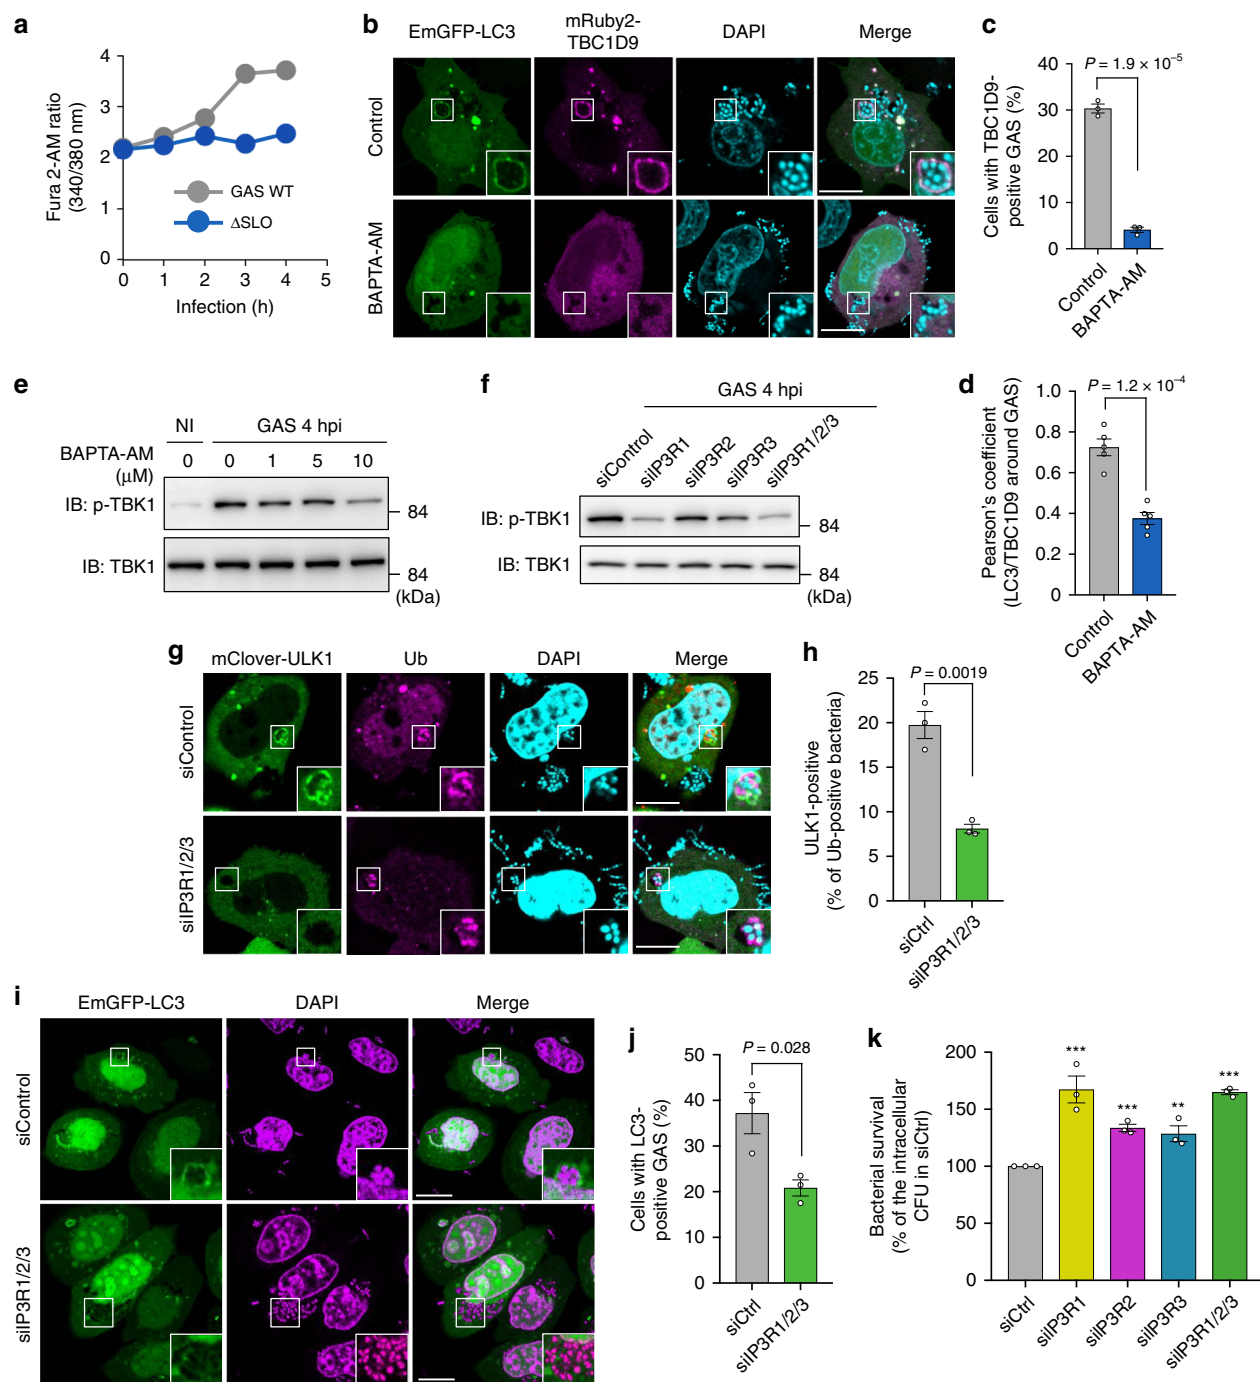 a
Fura 2-AM ratio
(340/380 nm)
4
3
2
1
0
GAS WT
ΔSLO
0 1 2 3 4 5
Infection (h)
b
EmGFP-LC3
mRuby2-
TBC1D9
DAPI
Merge
Control
BAPTA-AM
c
Cells with TBC1D9-
positive GAS (%)
P = 1.9 × 10⁻⁵
40
30
20
10
0
Control
BAPTA-AM
e
NI
GAS 4 hpi
BAPTA-AM
(μM)
0 0 1 5 10
IB: p-TBK1
84
IB: TBK1
84
(kDa)
f
GAS 4 hpi
siControl
siIP3R1
siIP3R2
siIP3R3
siIP3R1/2/3
IB: p-TBK1
84
IB: TBK1
84
(kDa)
d
Pearson's coefficient
(LC3/TBC1D9 around GAS)
P = 1.2 × 10⁻⁴
1.0
0.8
0.6
0.4
0.2
0
Control
BAPTA-AM
g
mClover-ULK1
Ub
DAPI
Merge
siControl
siIP3R1/2/3
h
ULK1-positive
(% of Ub-positive bacteria)
P = 0.0019
25
20
15
10
5
0
siCtrl
siIP3R1/2/3
i
EmGFP-LC3
DAPI
Merge
siControl
siIP3R1/2/3
j
Cells with LC3-
positive GAS (%)
P = 0.028
50
40
30
20
10
0
siCtrl
siIP3R1/2/3
k
Bacterial survival
(% of the intracellular
CFU in siCtrl)
200
150
100
50
0
***
***
**
***
siCtrl
siIP3R1
siIP3R2
siIP3R3
siIP3R1/2/3